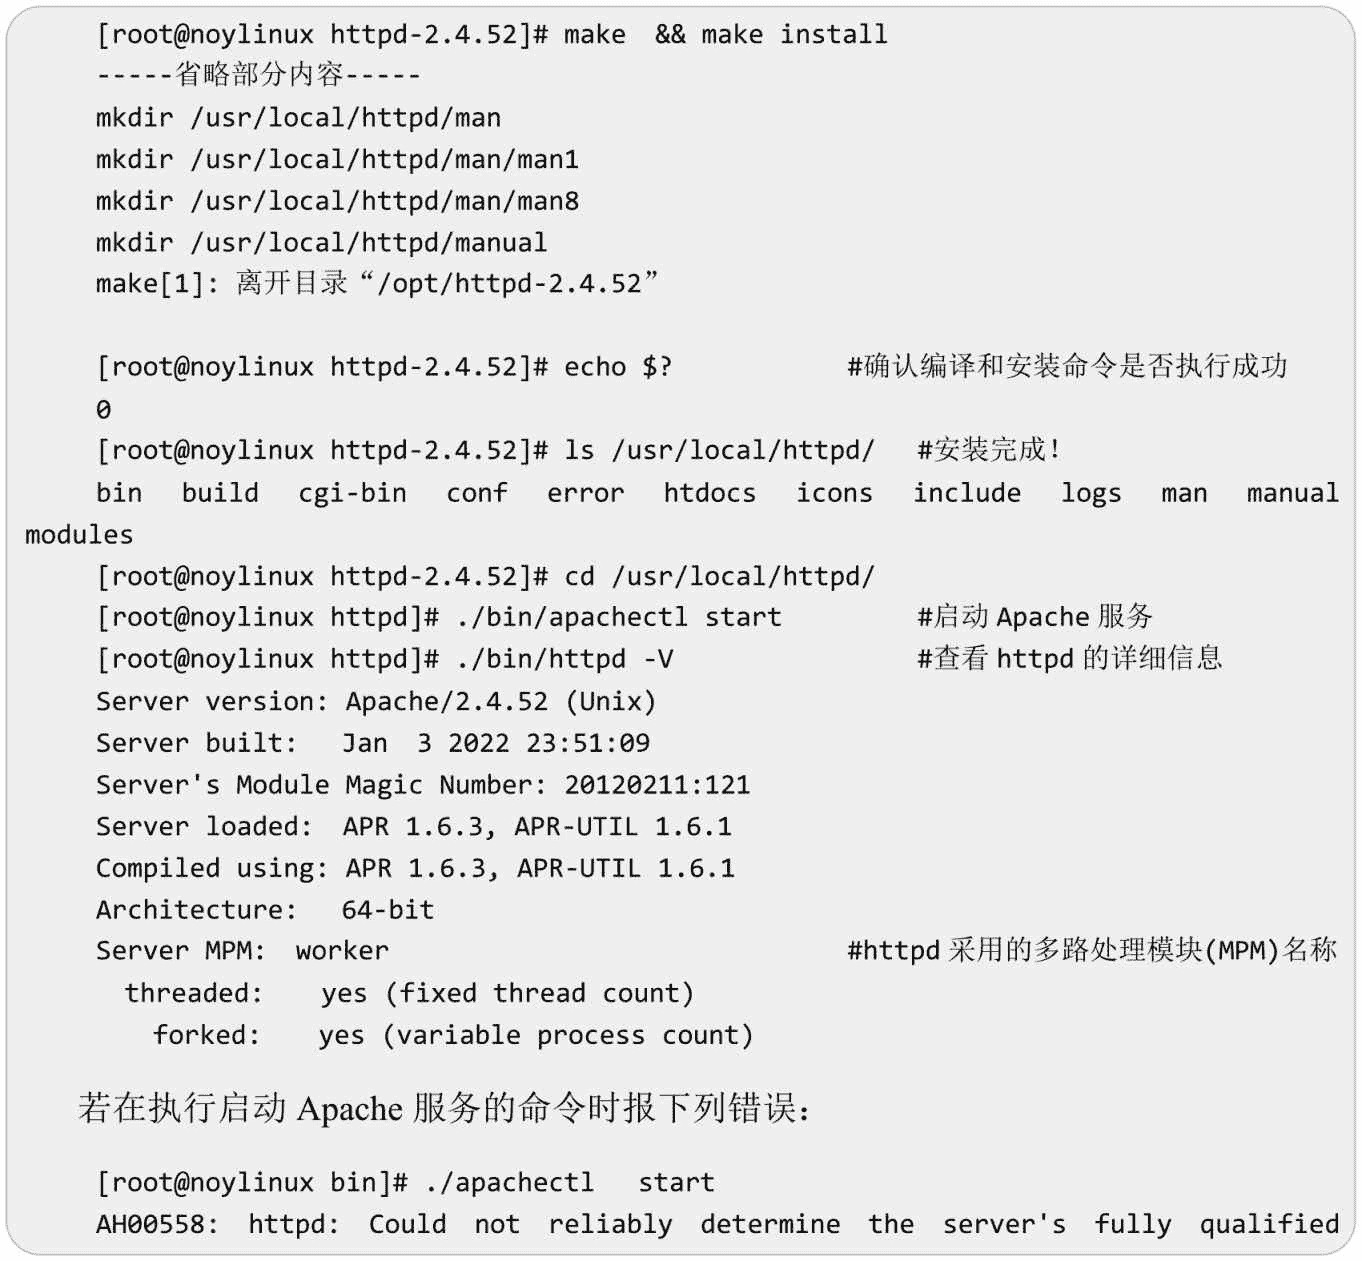 [root@noylinux httpd-2.4.52]# make  && make install
-----省略部分内容-----
mkdir /usr/local/httpd/man
mkdir /usr/local/httpd/man/man1
mkdir /usr/local/httpd/man/man8
mkdir /usr/local/httpd/manual
make[1]: 离开目录“/opt/httpd-2.4.52”
[root@noylinux httpd-2.4.52]# echo $? #确认编译和安装命令是否执行成功
0
[root@noylinux httpd-2.4.52]# ls /usr/local/httpd/ #安装完成！
bin build cgi-bin conf error htdocs icons include logs man manual
modules
[root@noylinux httpd-2.4.52]# cd /usr/local/httpd/
[root@noylinux httpd]# ./bin/apachectl start #启动 Apache 服务
[root@noylinux httpd]# ./bin/httpd -V #查看 httpd 的详细信息
Server version: Apache/2.4.52 (Unix)
Server built: Jan  3 2022 23:51:09
Server's Module Magic Number: 20120211:121
Server loaded: APR 1.6.3, APR-UTIL 1.6.1
Compiled using: APR 1.6.3, APR-UTIL 1.6.1
Architecture: 64-bit
Server MPM: worker #httpd 采用的多路处理模块(MPM)名称
threaded: yes (fixed thread count)
forked: yes (variable process count)
若在执行启动 Apache 服务的命令时报下列错误：
[root@noylinux bin]# ./apachectl start
AH00558: httpd: Could not reliably determine the server's fully qualified